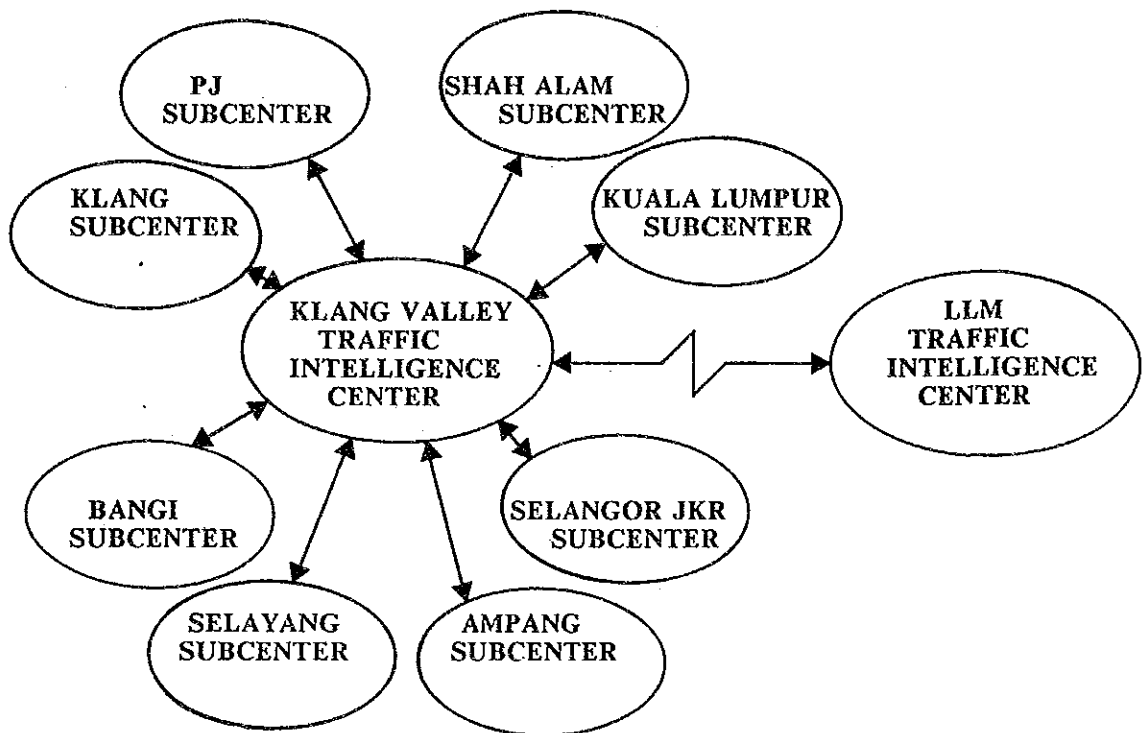 PJ
SUBCENTER
SHAH ALAM
SUBCENTER
KLANG
SUBCENTER
KUALA LUMPUR
SUBCENTER
KLANG VALLEY
TRAFFIC
INTELLIGENCE
CENTER
LLM
TRAFFIC
INTELLIGENCE
CENTER
BANGI
SUBCENTER
SELANGOR JKR
SUBCENTER
SELAYANG
SUBCENTER
AMPANG
SUBCENTER